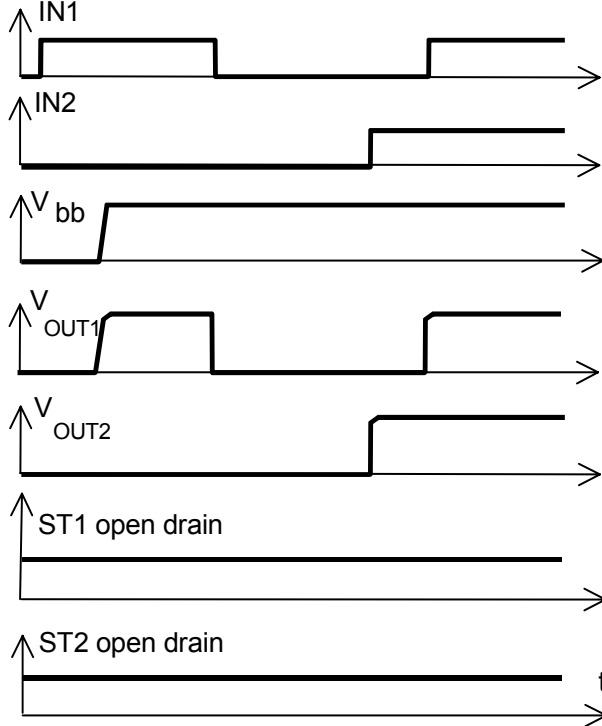 IN1
IN2
V bb
V OUT1
V OUT2
ST1 open drain
ST2 open drain
t